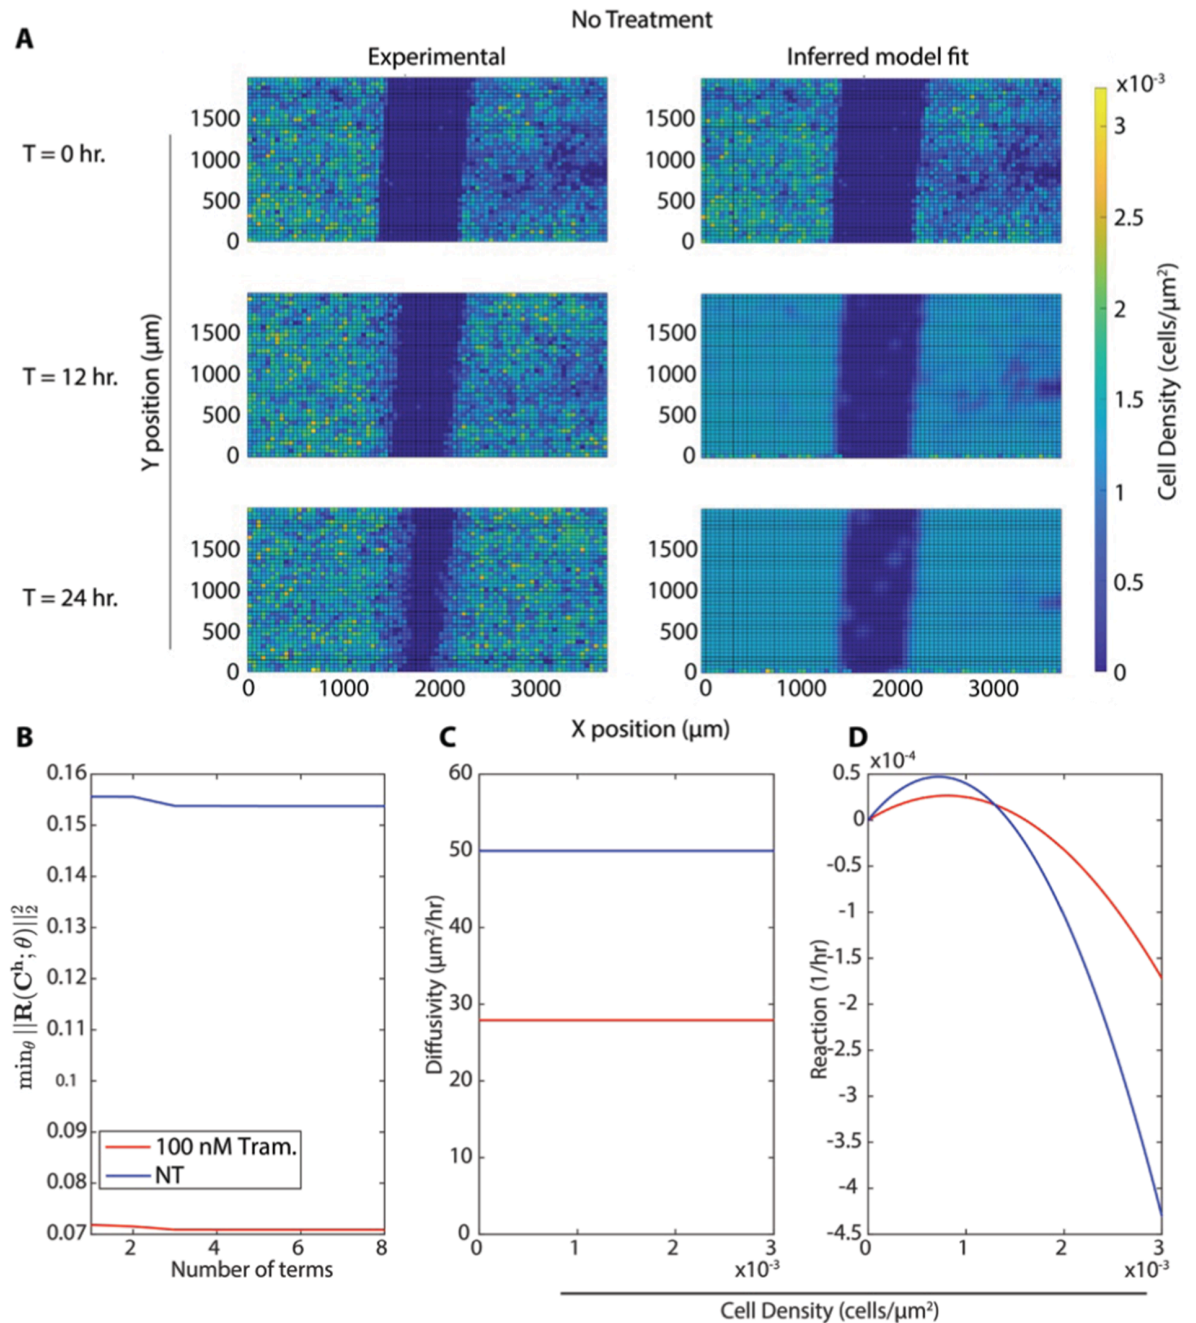 No Treatment
A
Experimental
Inferred model fit
x10⁻³
T = 0 hr.
1500
1000
500
0
1500
1000
500
0
3
2.5
2
1.5
1
0.5
0
Cell Density (cells/μm²)
T = 12 hr.
Y position (μm)
1500
1000
500
0
1500
1000
500
0
T = 24 hr.
1500
1000
500
0
1500
1000
500
0
0 1000 2000 3000
0 1000 2000 3000
X position (μm)
B
0.16
0.15
0.14
0.13
0.12
0.11
0.1
0.09
0.08
0.07
min_θ ||R(C^h; θ)||₂²
100 nM Tram.
NT
2 4 6 8
Number of terms
C
60
50
40
30
20
10
0
Diffusivity (μm²/hr)
0 1 2 3
x10⁻³
D
x10⁻⁴
0.5
0
-0.5
-1
-1.5
-2
-2.5
-3
-3.5
-4
-4.5
Reaction (1/hr)
0 1 2 3
x10⁻³
Cell Density (cells/μm²)